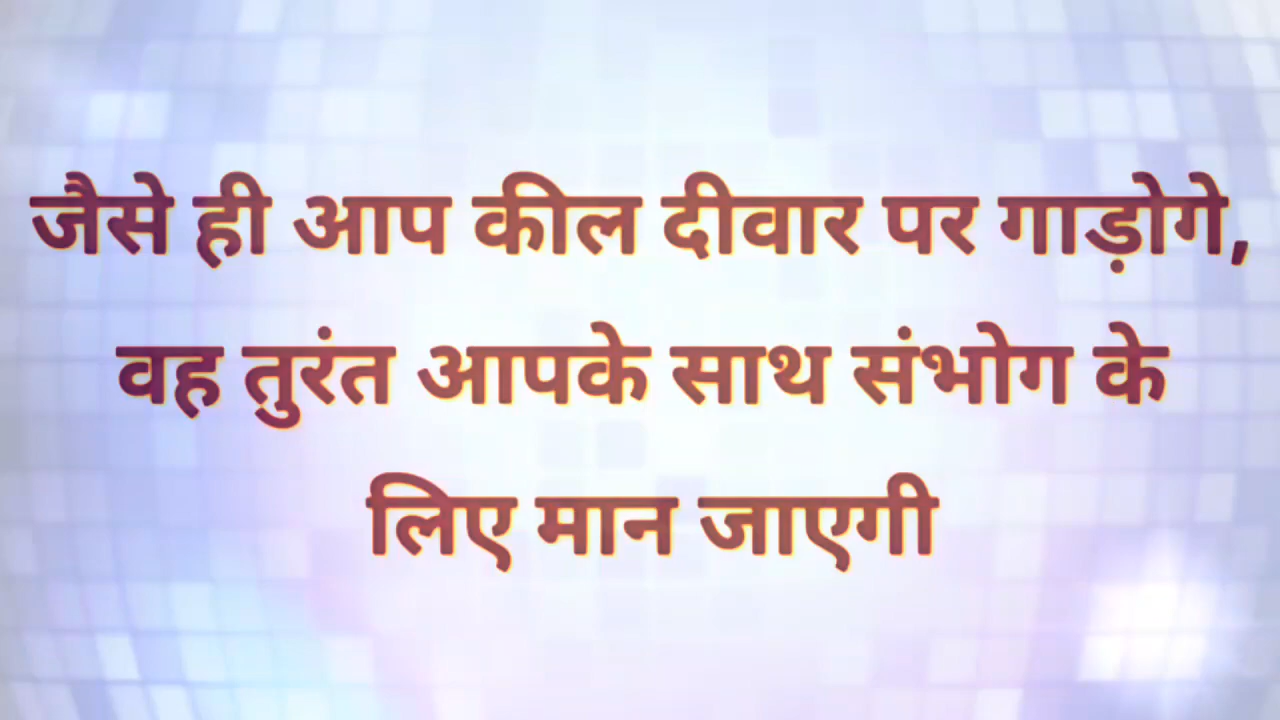 जैसे ही आप कील दीवार पर गाड़ोगे,
वह तुरंत आपके साथ संभोग के
लिए मान जाएगी